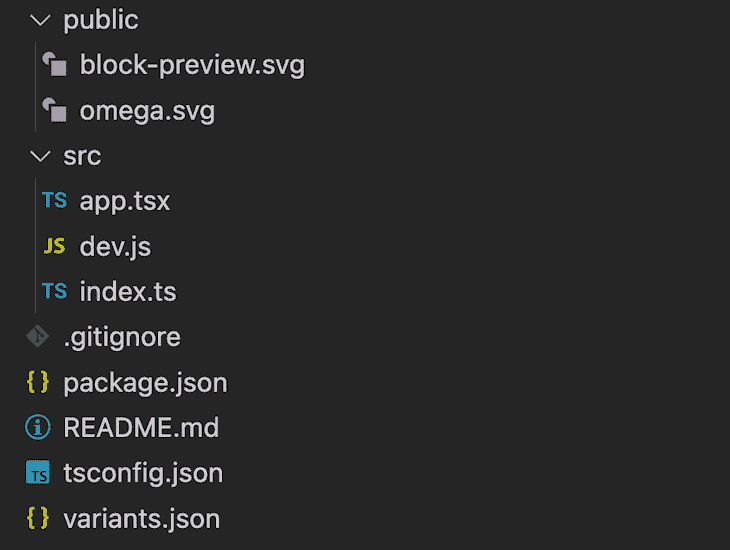 public
block-preview.svg
omega.svg
src
TS app.tsx
JS dev.js
TS index.ts
.gitignore
{} package.json
README.md
TS tsconfig.json
{} variants.json